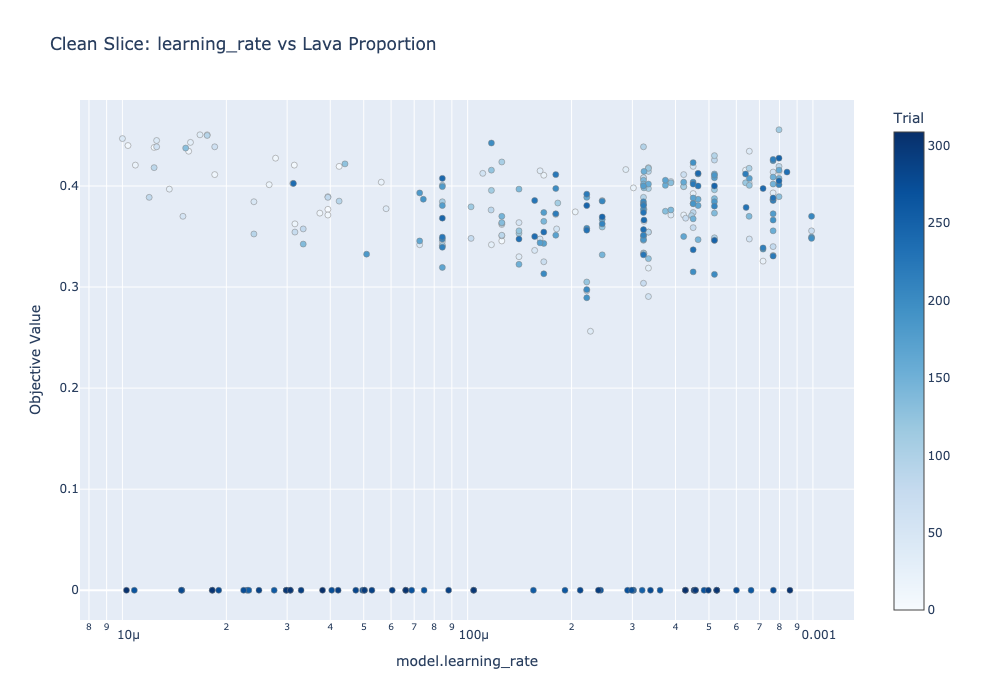 Clean Slice: learning_rate vs Lava Proportion
Trial
300
250
200
150
100
50
0
Objective Value
0.4
0.3
0.2
0.1
0
8 9 10μ 2 3 4 5 6 7 8 9 100μ 2 3 4 5 6 7 8 9 0.001
model.learning_rate